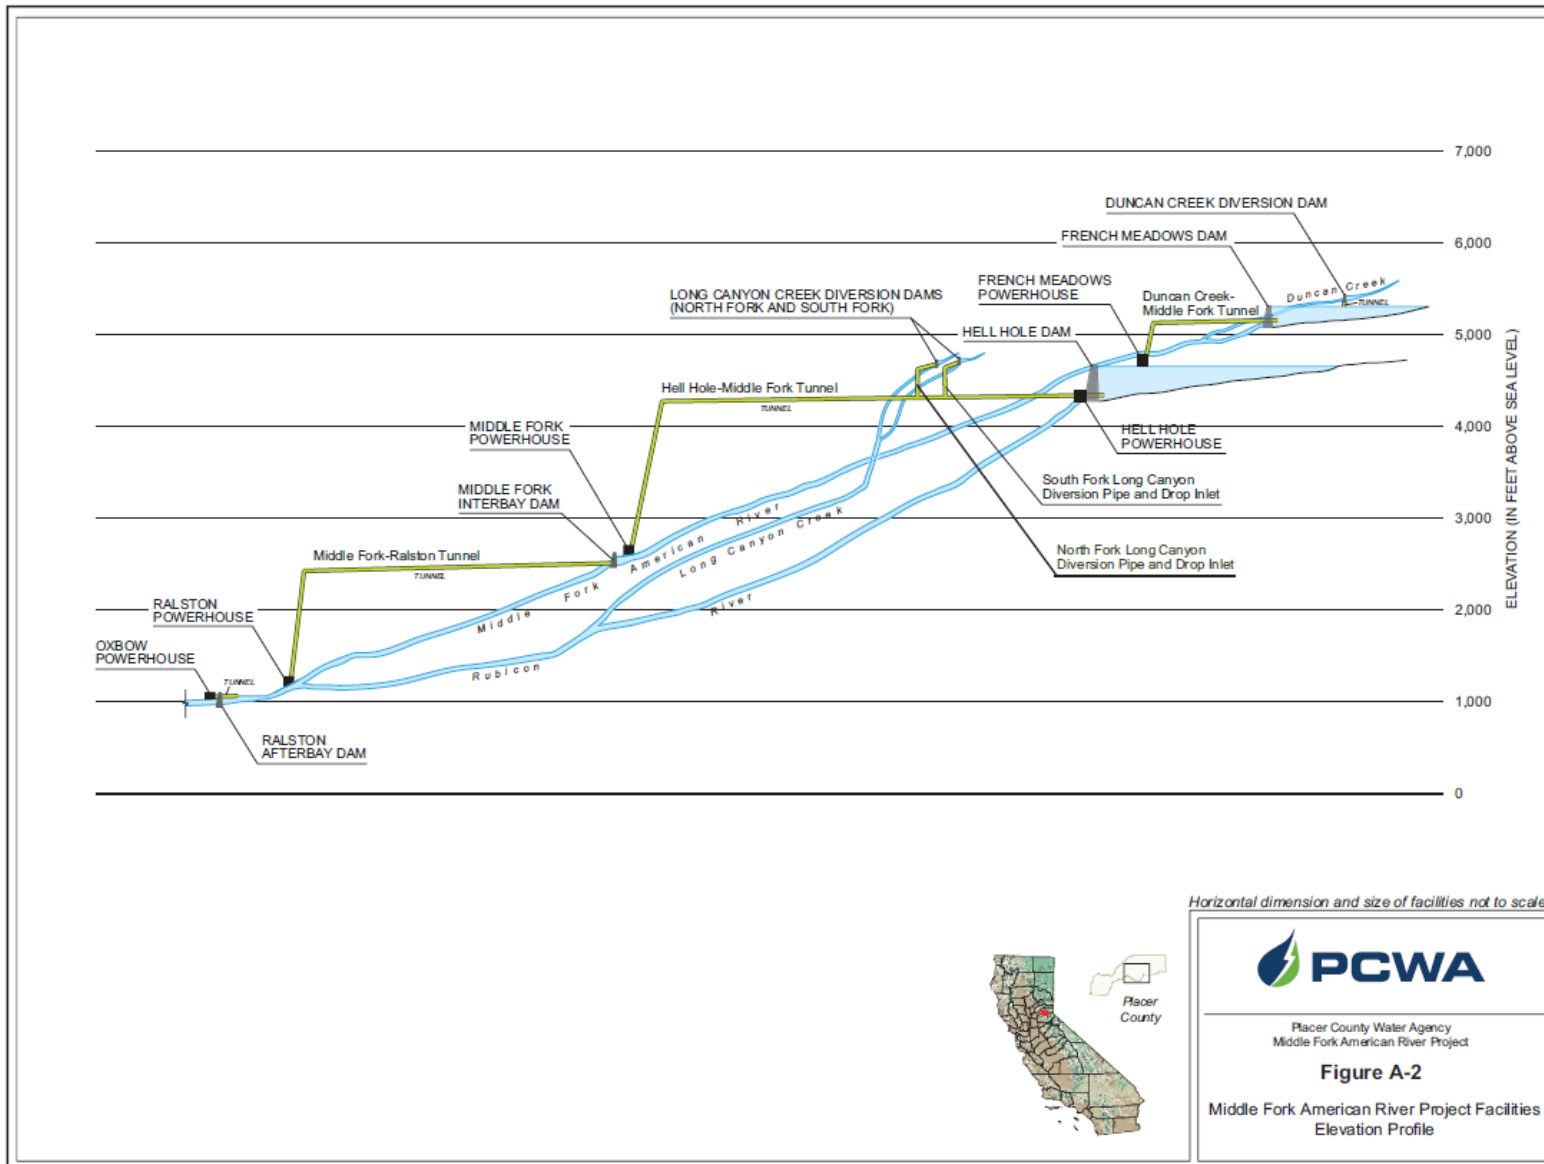 7,000
DUNCAN CREEK DIVERSION DAM
FRENCH MEADOWS DAM
6,000
FRENCH MEADOWS
POWERHOUSE
Duncan Creek-
Middle Fork Tunnel
Duncan Creek
TUNNEL
LONG CANYON CREEK DIVERSION DAMS
(NORTH FORK AND SOUTH FORK)
HELL HOLE DAM
5,000
Hell Hole-Middle Fork Tunnel
TUNNEL
MIDDLE FORK
POWERHOUSE
HELL HOLE
POWERHOUSE
4,000
ELEVATION (IN FEET ABOVE SEA LEVEL)
South Fork Long Canyon
Diversion Pipe and Drop Inlet
MIDDLE FORK
INTERBAY DAM
3,000
North Fork Long Canyon
Diversion Pipe and Drop Inlet
Middle Fork-Ralston Tunnel
TUNNEL
Middle Fork American River
Long Canyon Creek
Rubicon River
2,000
RALSTON
POWERHOUSE
OXBOW
POWERHOUSE
TUNNEL
1,000
RALSTON
AFTERBAY DAM
0
Horizontal dimension and size of facilities not to scale
Placer
County
PCWA
Placer County Water Agency
Middle Fork American River Project
Figure A-2
Middle Fork American River Project Facilities
Elevation Profile